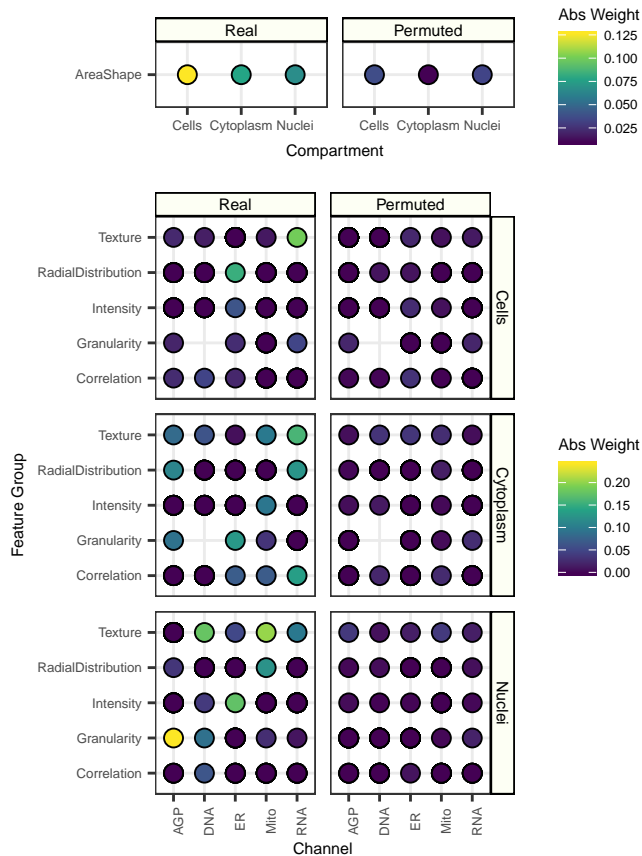 Real
Permuted
AreaShape
Cells
Cytoplasm
Nuclei
Cells
Cytoplasm
Nuclei
Compartment
Abs Weight
0.125
0.100
0.075
0.050
0.025
Real
Permuted
Texture
RadialDistribution
Intensity
Granularity
Correlation
Cells
Texture
RadialDistribution
Intensity
Granularity
Correlation
Cytoplasm
Texture
RadialDistribution
Intensity
Granularity
Correlation
Nuclei
Feature Group
AGP
DNA
ER
Mito
RNA
AGP
DNA
ER
Mito
RNA
Channel
Abs Weight
0.20
0.15
0.10
0.05
0.00